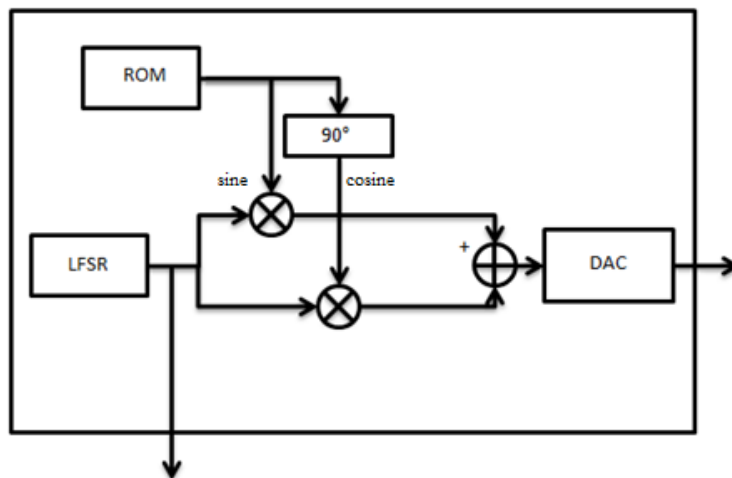 ROM
90°
sine
cosine
LFSR
+
DAC